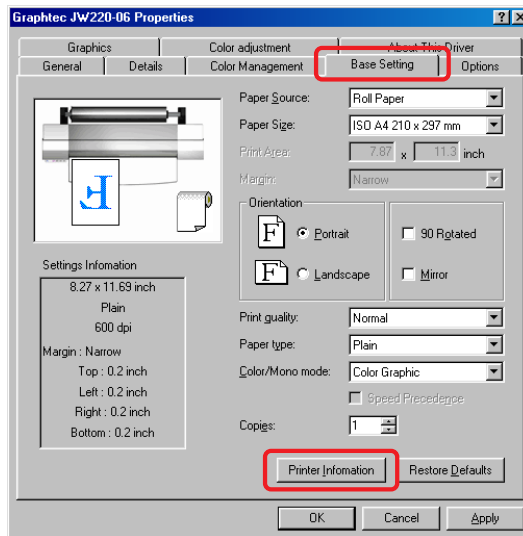 Graphtec JW220-06 Properties
Graphics Color adjustment About This Driver
General Details Color Management Base Setting Options
Paper Source: Roll Paper
Paper Size: ISO A4 210 x 297 mm
Print Area: 7.87 x 11.3 inch
Margin: Narrow
Orientation
F Portrait 90 Rotated
F Landscape Mirror
Settings Infomation
8.27 x 11.69 inch
Plain
600 dpi
Margin : Narrow
Top : 0.2 inch
Left : 0.2 inch
Right : 0.2 inch
Bottom : 0.2 inch
Print quality: Normal
Paper type: Plain
Color/Mono mode: Color Graphic
Speed Precedence
Copies: 1
Printer Infomation Restore Defaults
OK Cancel Apply